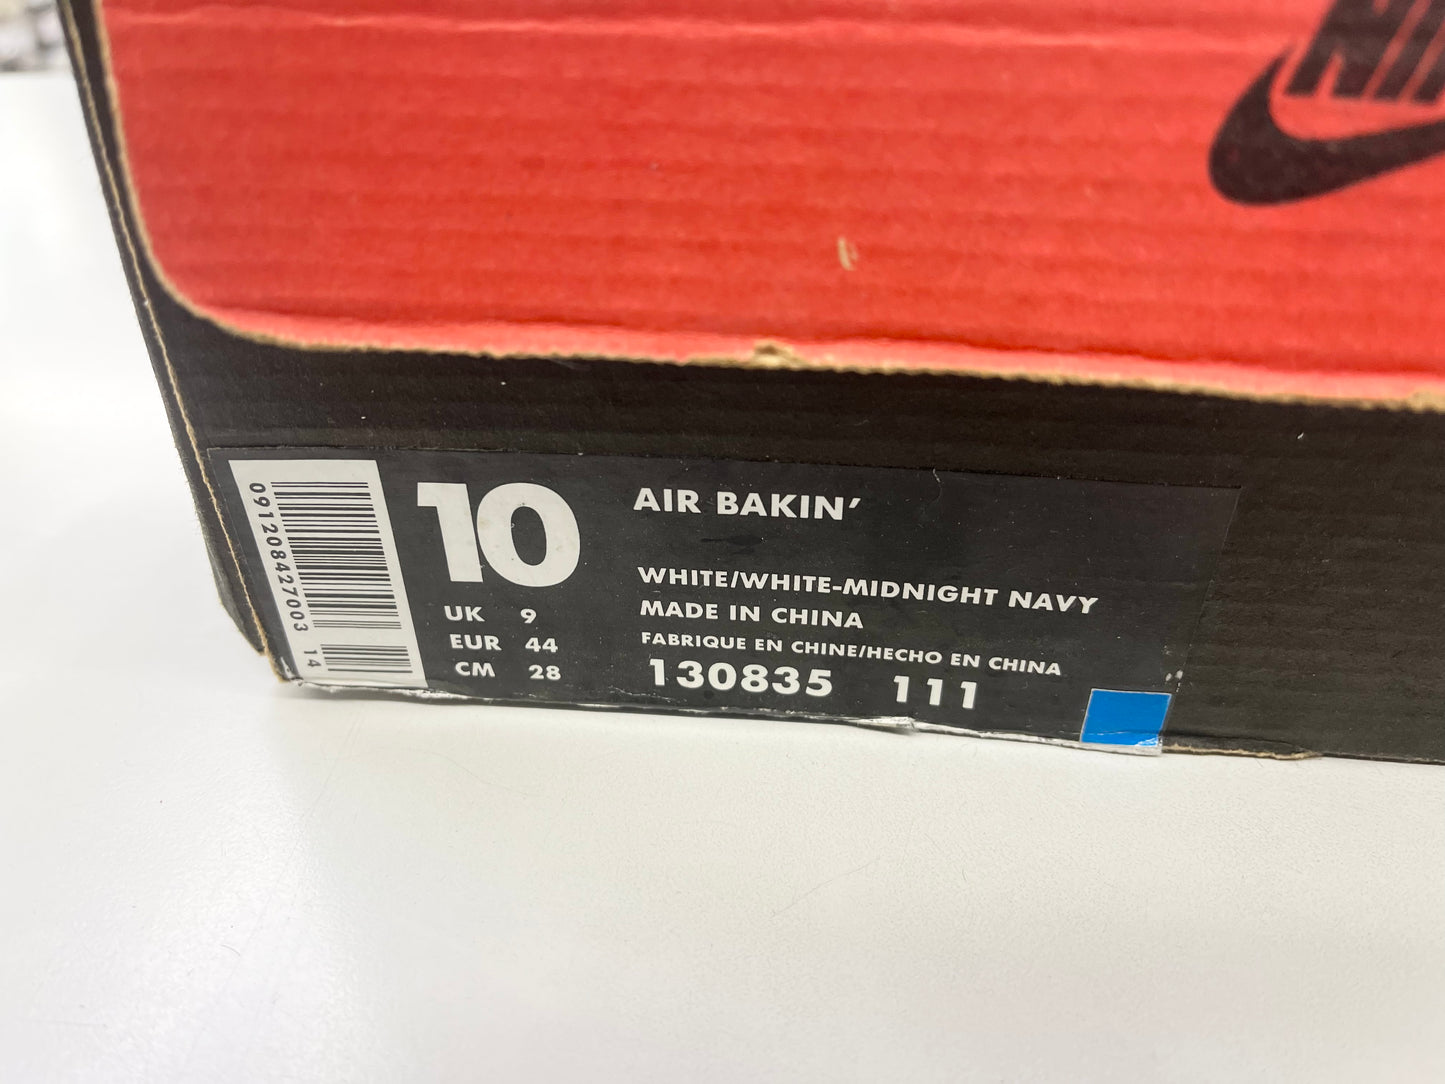 NIKE
091208427003 14
10
UK 9
EUR 44
CM 28
AIR BAKIN’
WHITE/WHITE-MIDNIGHT NAVY
MADE IN CHINA
FABRIQUE EN CHINE/HECHO EN CHINA
130835 111